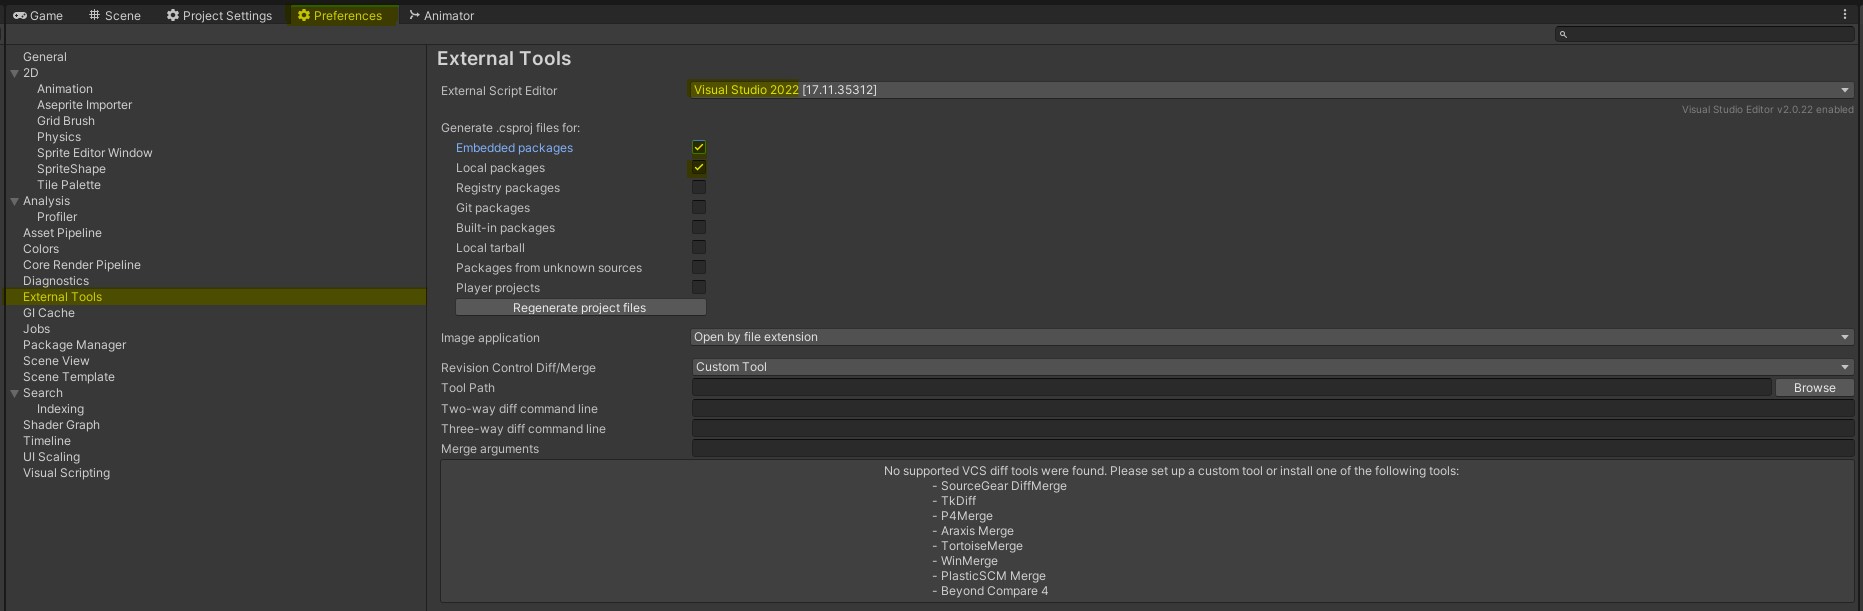 Game Scene Project Settings Preferences Animator
General
2D
Animation
Aseprite Importer
Grid Brush
Physics
Sprite Editor Window
SpriteShape
Tile Palette
Analysis
Profiler
Asset Pipeline
Colors
Core Render Pipeline
Diagnostics
External Tools
GI Cache
Jobs
Package Manager
Scene View
Scene Template
Search
Indexing
Shader Graph
Timeline
UI Scaling
Visual Scripting
External Tools
External Script Editor Visual Studio 2022 [17.11.35312]
Visual Studio Editor v2.0.22 enabled
Generate .csproj files for:
Embedded packages
Local packages
Registry packages
Git packages
Built-in packages
Local tarball
Packages from unknown sources
Player projects
Regenerate project files
Image application Open by file extension
Revision Control Diff/Merge Custom Tool
Tool Path Browse
Two-way diff command line
Three-way diff command line
Merge arguments
No supported VCS diff tools were found. Please set up a custom tool or install one of the following tools:
- SourceGear DiffMerge
- TkDiff
- P4Merge
- Araxis Merge
- TortoiseMerge
- WinMerge
- PlasticSCM Merge
- Beyond Compare 4